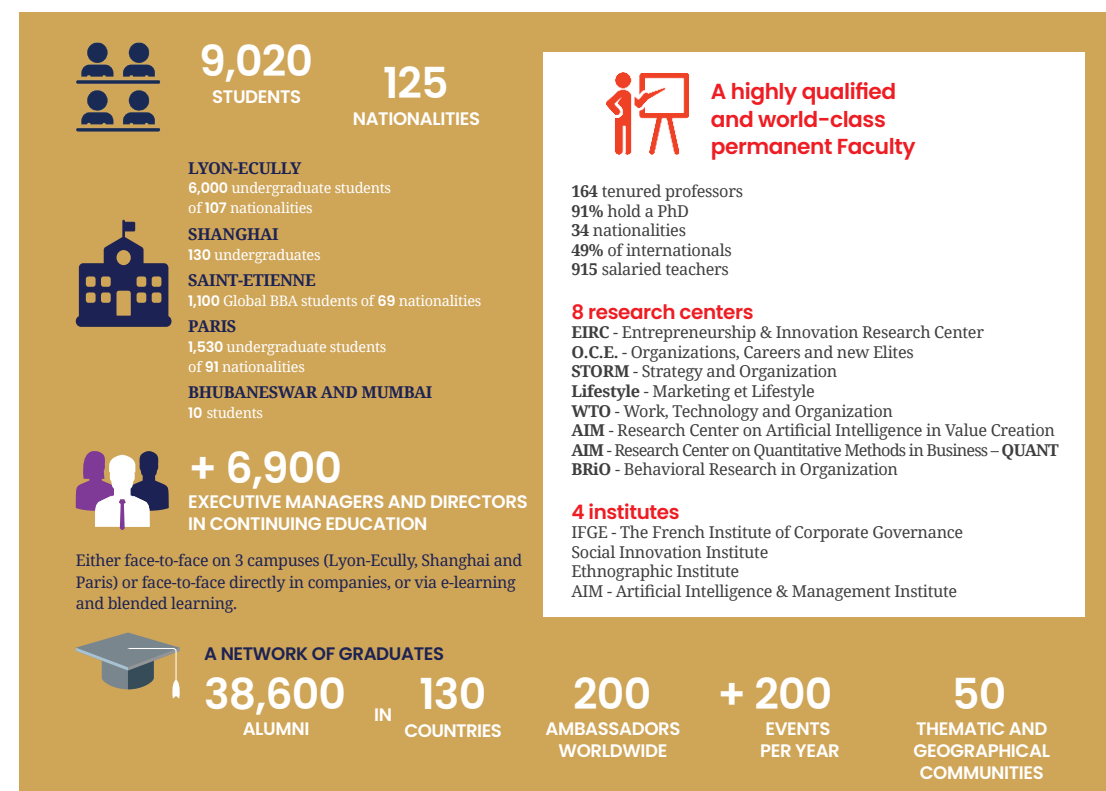 9,020
STUDENTS
125
NATIONALITIES
LYON-ECULLY
6,000 undergraduate students
of 107 nationalities
SHANGHAI
130 undergraduates
SAINT-ETIENNE
1,100 Global BBA students of 69 nationalities
PARIS
1,530 undergraduate students
of 91 nationalities
BHUBANESWAR AND MUMBAI
10 students
+ 6,900
EXECUTIVE MANAGERS AND DIRECTORS
IN CONTINUING EDUCATION
Either face-to-face on 3 campuses (Lyon-Ecully, Shanghai and
Paris) or face-to-face directly in companies, or via e-learning
and blended learning.
A highly qualified
and world-class
permanent Faculty
164 tenured professors
91% hold a PhD
34 nationalities
49% of internationals
915 salaried teachers
8 research centers
EIRC - Entrepreneurship & Innovation Research Center
O.C.E. - Organizations, Careers and new Elites
STORM - Strategy and Organization
Lifestyle - Marketing et Lifestyle
WTO - Work, Technology and Organization
AIM - Research Center on Artificial Intelligence in Value Creation
AIM - Research Center on Quantitative Methods in Business – QUANT
BRiO - Behavioral Research in Organization
4 institutes
IFGE - The French Institute of Corporate Governance
Social Innovation Institute
Ethnographic Institute
AIM - Artificial Intelligence & Management Institute
A NETWORK OF GRADUATES
38,600
ALUMNI
IN
130
COUNTRIES
200
AMBASSADORS
WORLDWIDE
+ 200
EVENTS
PER YEAR
50
THEMATIC AND
GEOGRAPHICAL
COMMUNITIES